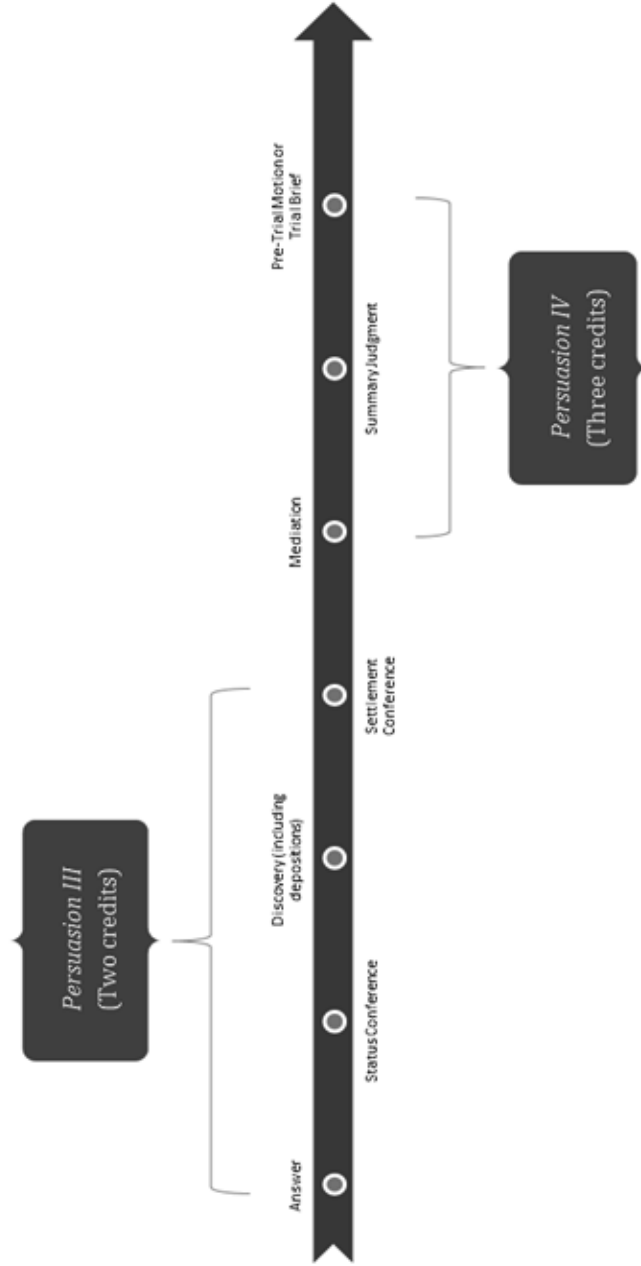 Persuasion III
(Two credits)
Answer
Status Conference
Discovery (including
depositions)
Settlement
Conference
Mediation
Summary Judgment
Pre-Trial Motion or
Trial Brief
Persuasion IV
(Three credits)